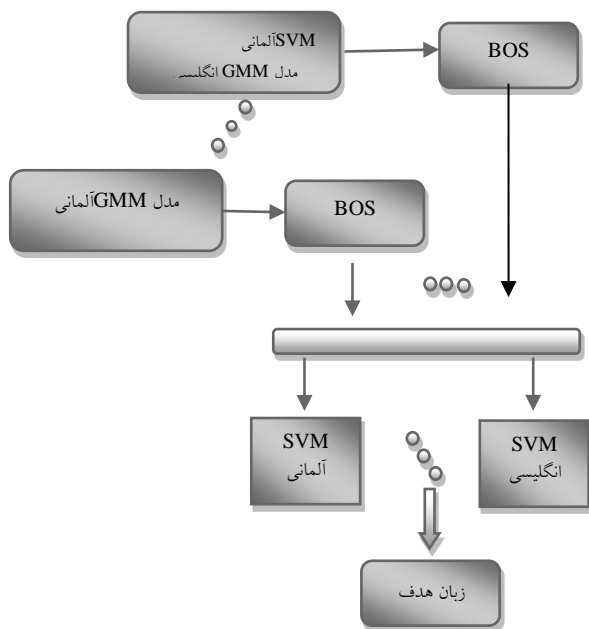 SVMآلمانی
مدل GMM انگلیسی
BOS
مدل GMMآلمانی
BOS
SVM
آلمانی
SVM
انگلیسی
زبان هدف